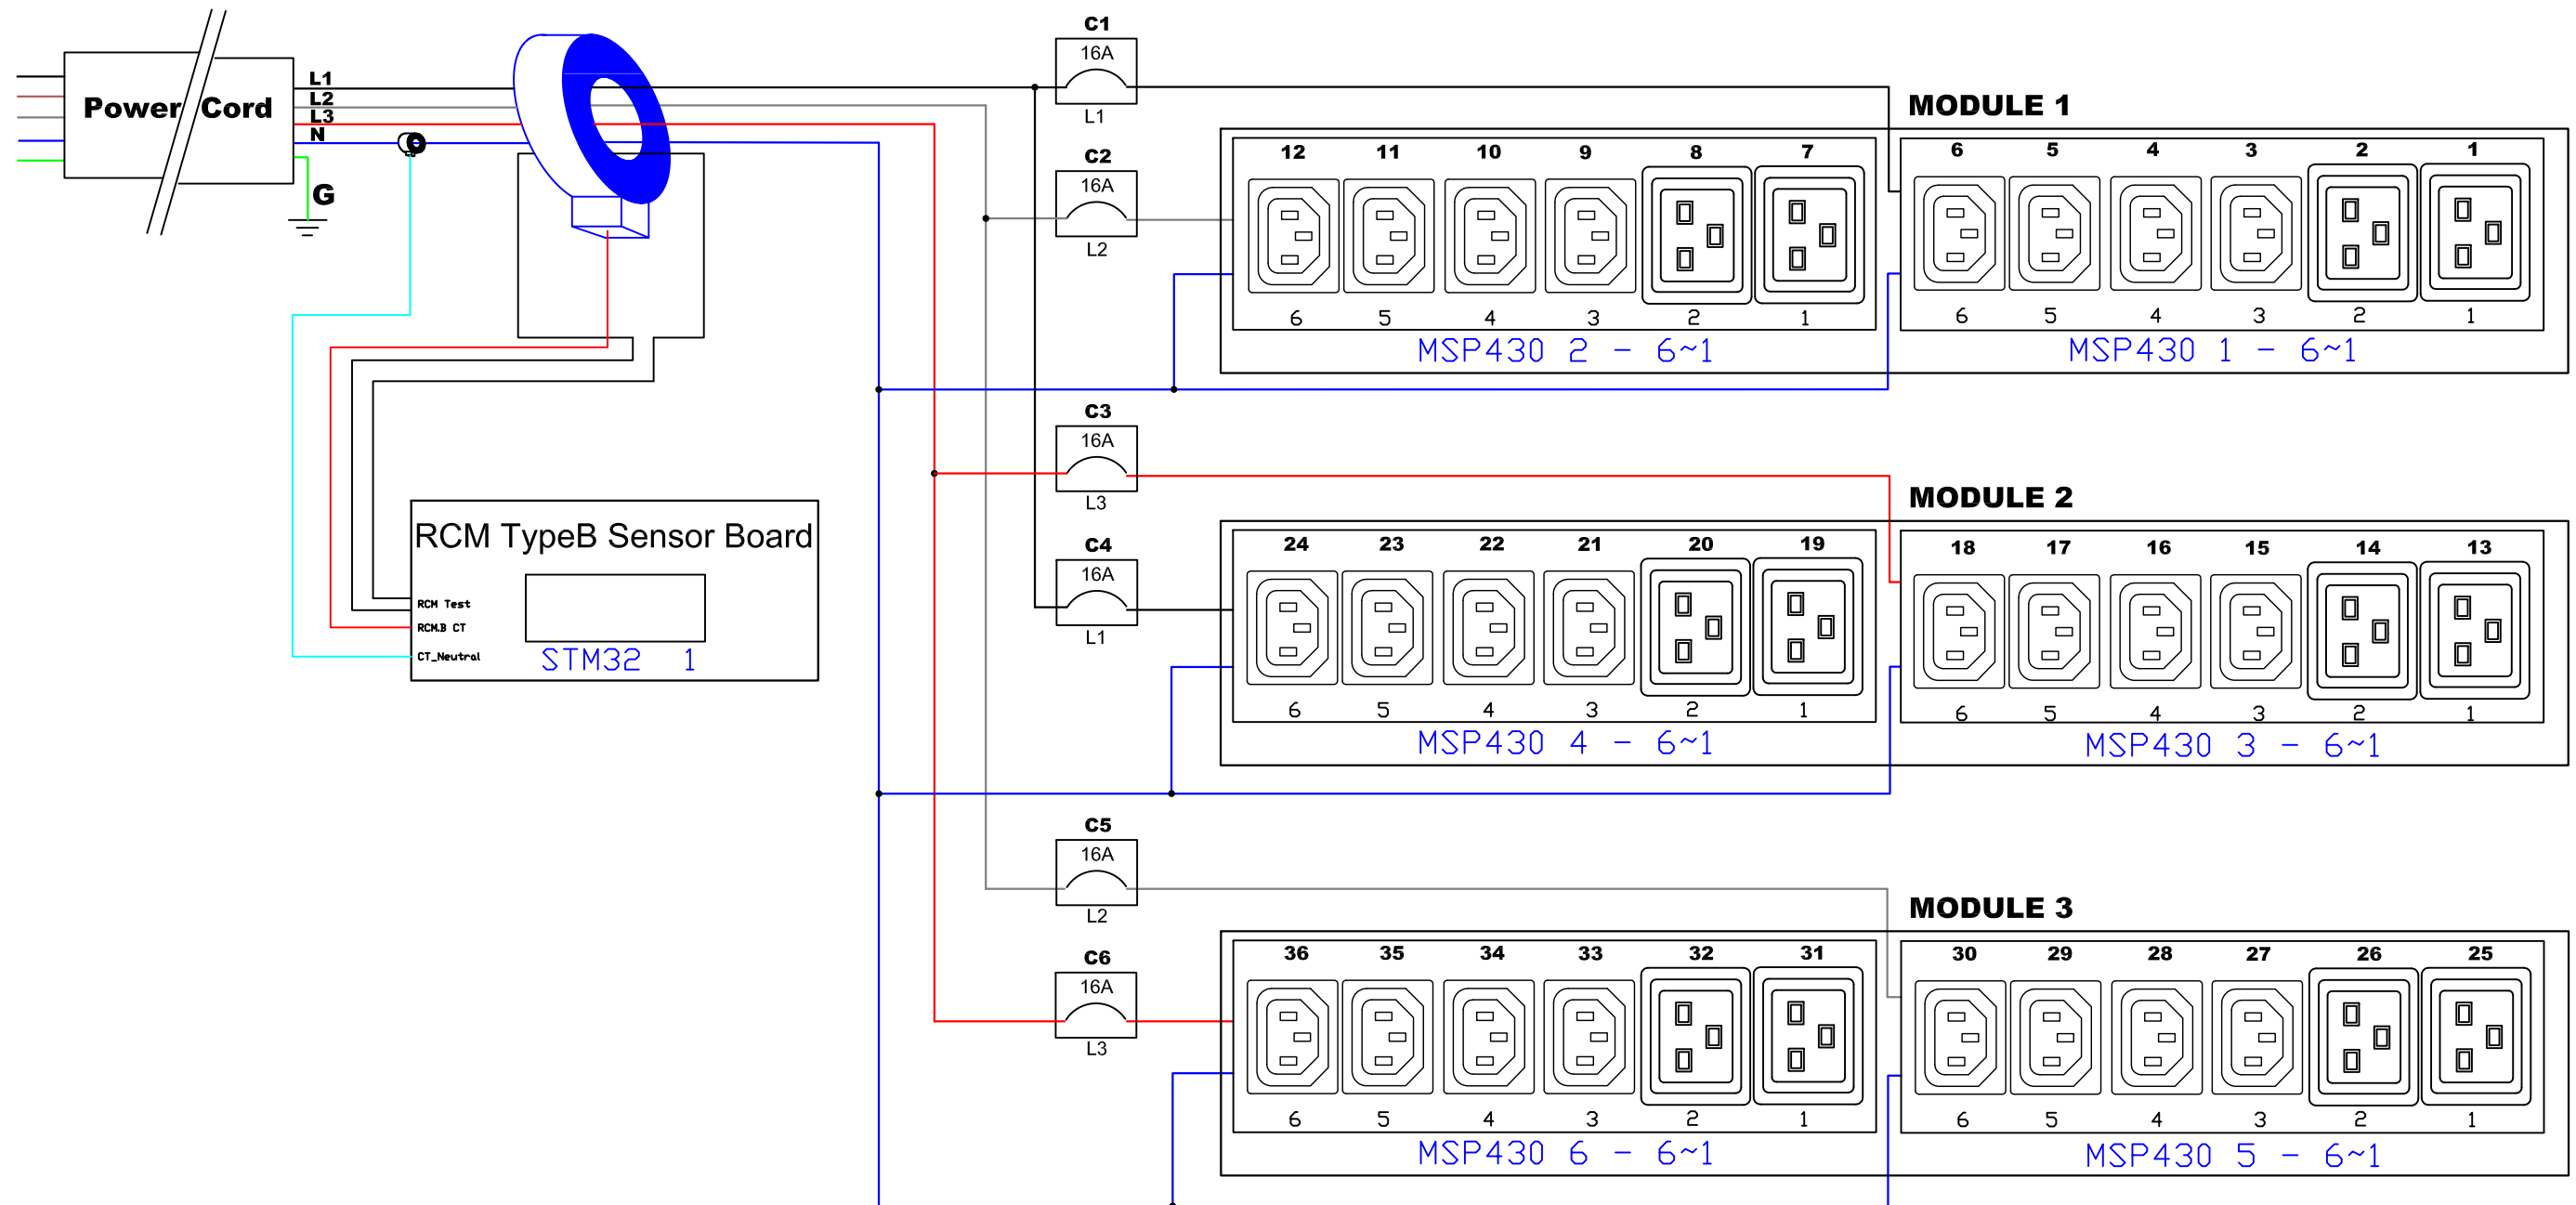 Power Cord
L1
L2
L3
N
G
C1
16A
L1
C2
16A
L2
MODULE 1
12 11 10 9 8 7
6 5 4 3 2 1
6 5 4 3 2 1
6 5 4 3 2 1
MSP430 2 - 6~1
MSP430 1 - 6~1
C3
16A
L3
C4
16A
L1
MODULE 2
24 23 22 21 20 19
18 17 16 15 14 13
6 5 4 3 2 1
6 5 4 3 2 1
MSP430 4 - 6~1
MSP430 3 - 6~1
RCM TypeB Sensor Board
RCM Test
RCM.B CT
CT_Neutral
STM32 1
C5
16A
L2
C6
16A
L3
MODULE 3
36 35 34 33 32 31
30 29 28 27 26 25
6 5 4 3 2 1
6 5 4 3 2 1
MSP430 6 - 6~1
MSP430 5 - 6~1